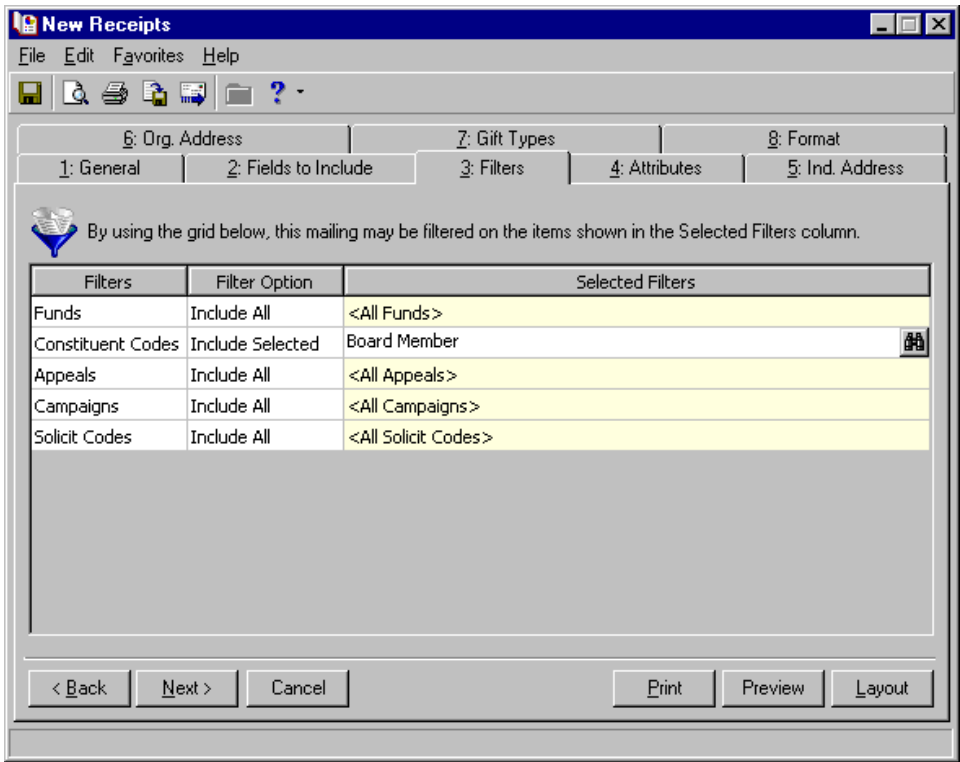 New Receipts
File Edit Favorites Help
?
6: Org. Address 7: Gift Types 8: Format
1: General 2: Fields to Include 3: Filters 4: Attributes 5: Ind. Address
By using the grid below, this mailing may be filtered on the items shown in the Selected Filters column.
Filters Filter Option Selected Filters
Funds Include All <All Funds>
Constituent Codes Include Selected Board Member
Appeals Include All <All Appeals>
Campaigns Include All <All Campaigns>
Solicit Codes Include All <All Solicit Codes>
< Back Next > Cancel Print Preview Layout